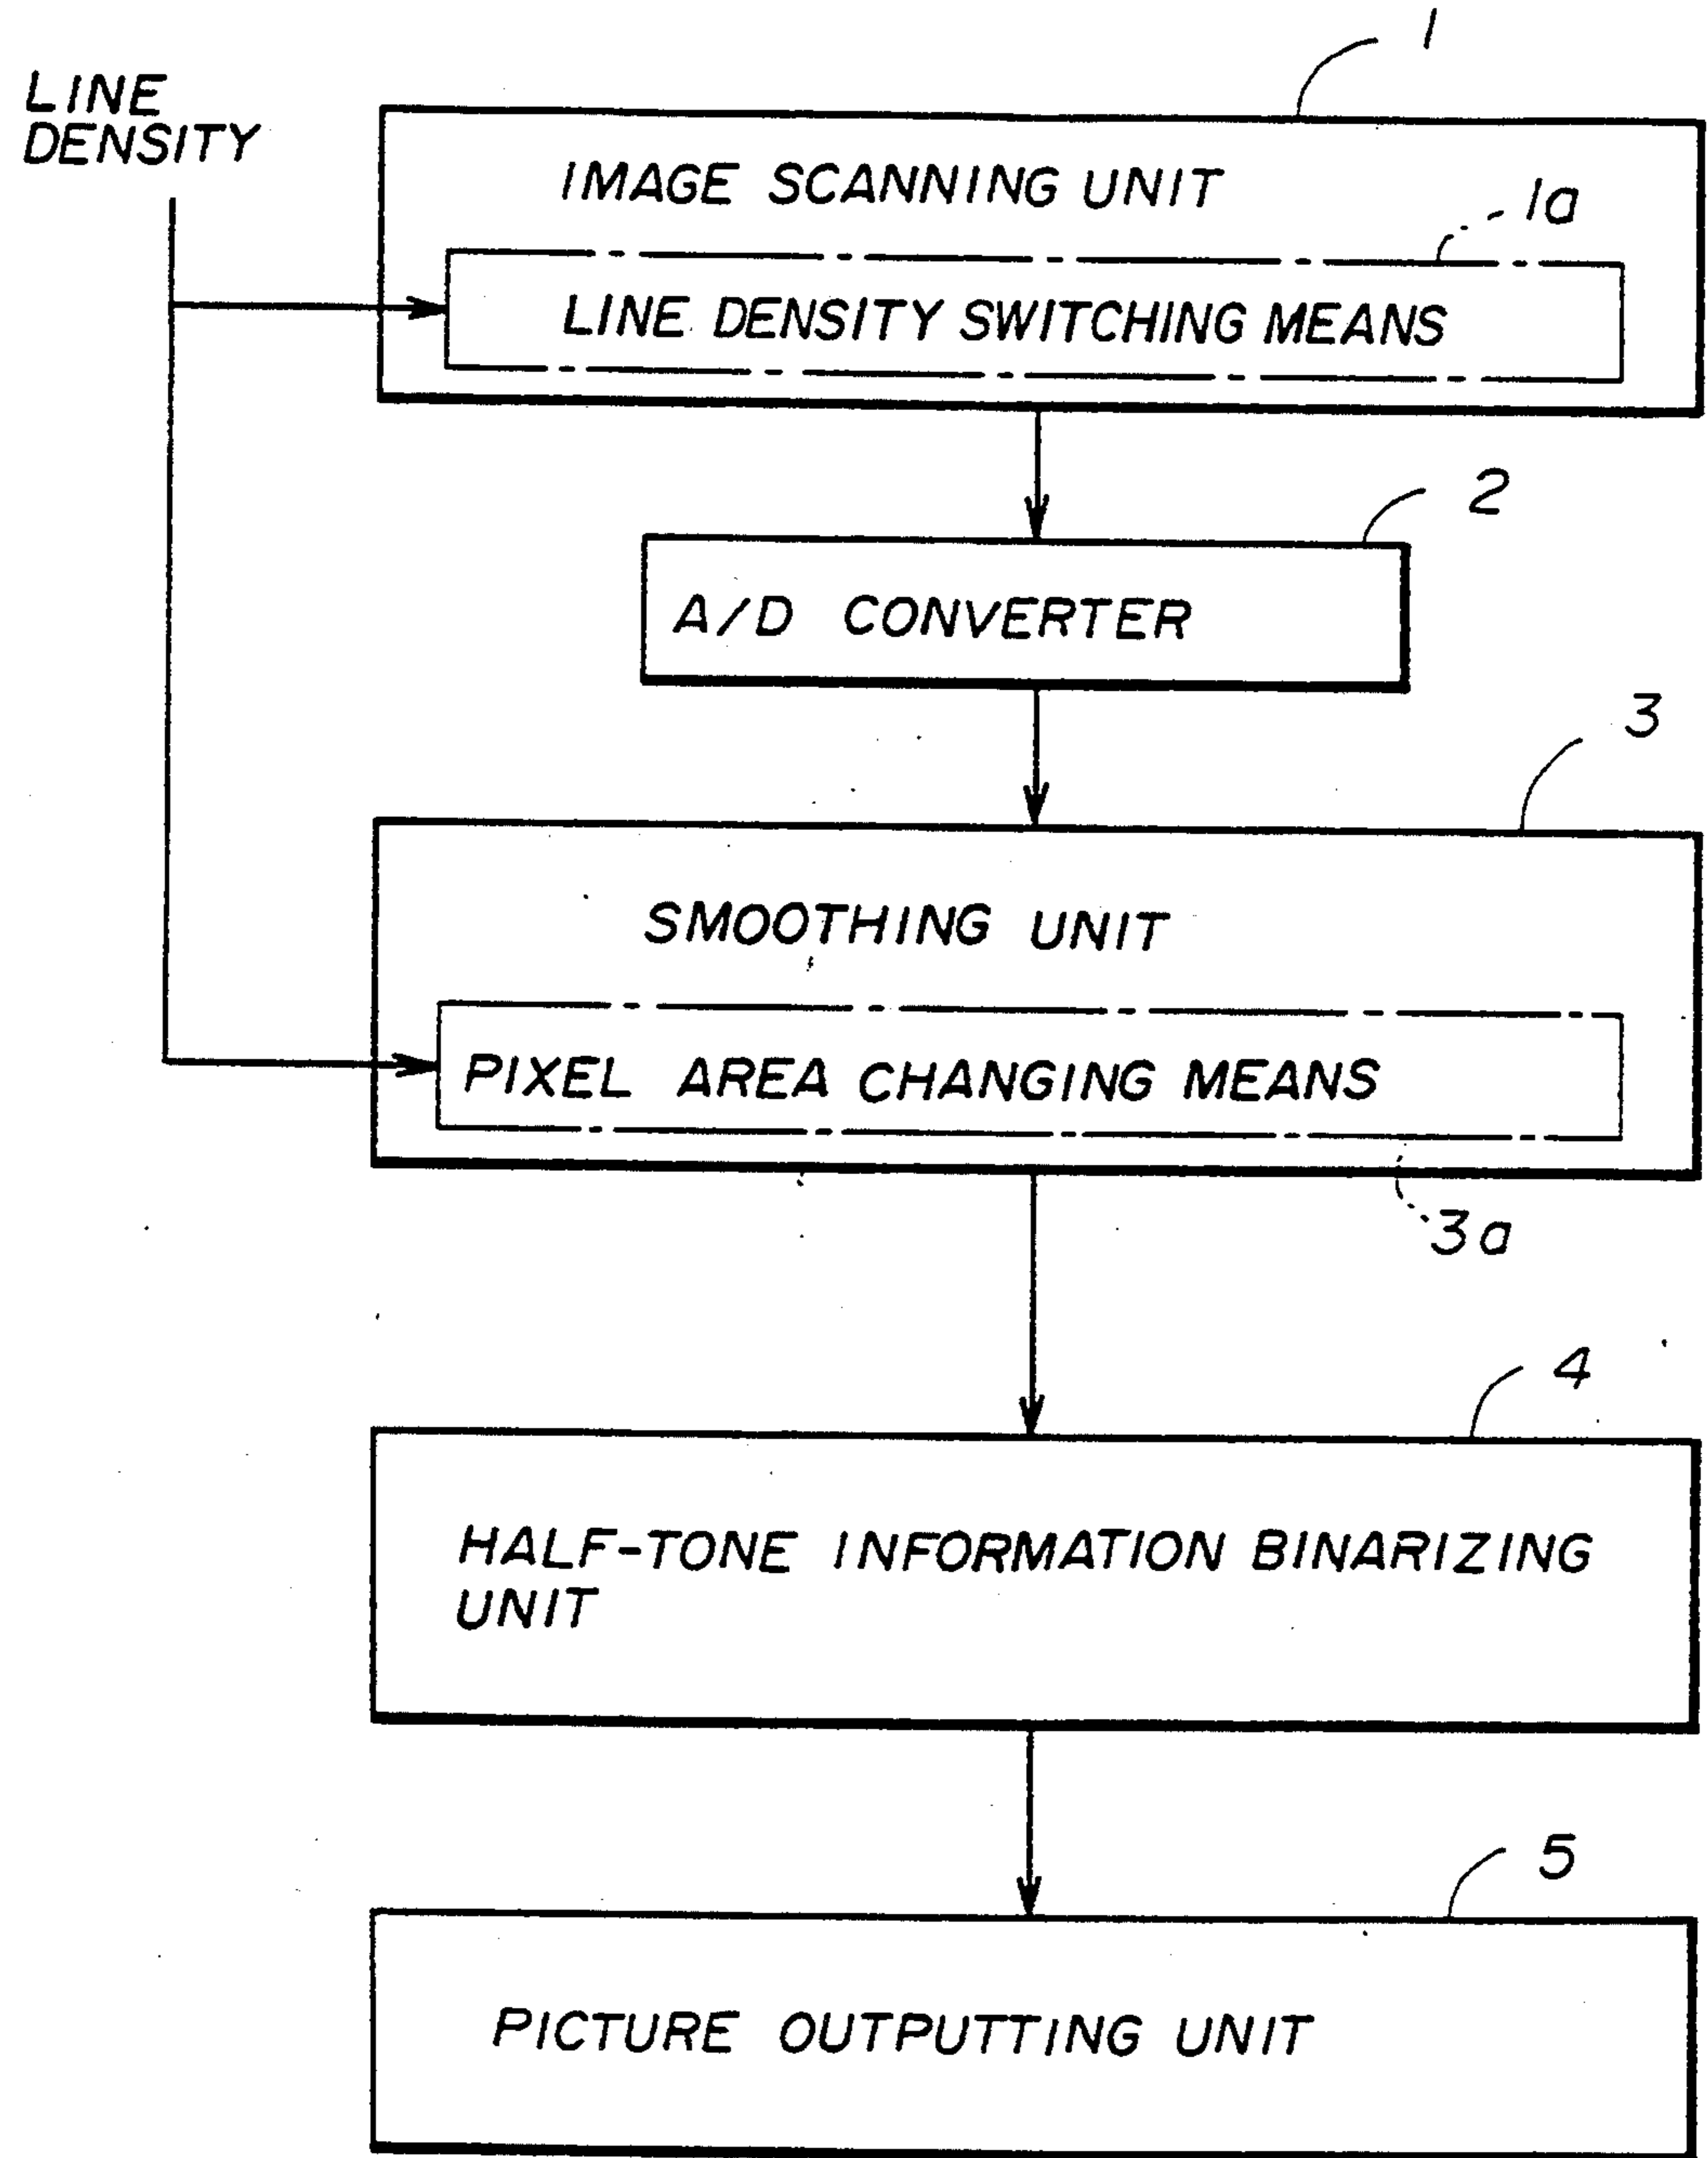 1
LINE
DENSITY
IMAGE SCANNING UNIT
1a
LINE DENSITY SWITCHING MEANS
2
A/D CONVERTER
3
SMOOTHING UNIT
PIXEL AREA CHANGING MEANS
3a
4
HALF-TONE INFORMATION BINARIZING
UNIT
5
PICTURE OUTPUTTING UNIT